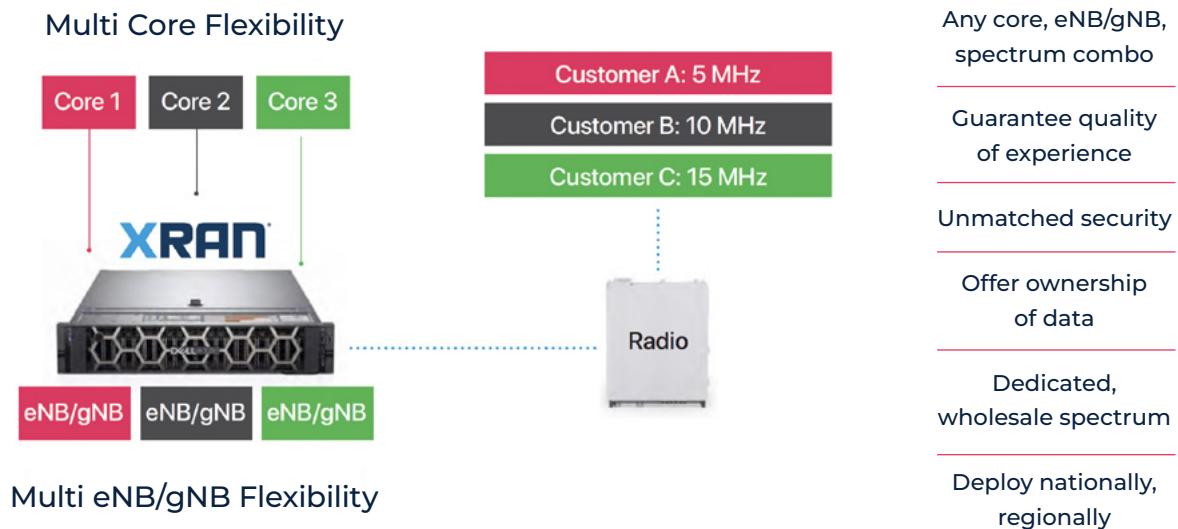 Multi Core Flexibility
Core 1
Core 2
Core 3
XRAN
DELL
eNB/gNB
eNB/gNB
eNB/gNB
Multi eNB/gNB Flexibility
Customer A: 5 MHz
Customer B: 10 MHz
Customer C: 15 MHz
Radio
Any core, eNB/gNB,
spectrum combo
Guarantee quality
of experience
Unmatched security
Offer ownership
of data
Dedicated,
wholesale spectrum
Deploy nationally,
regionally